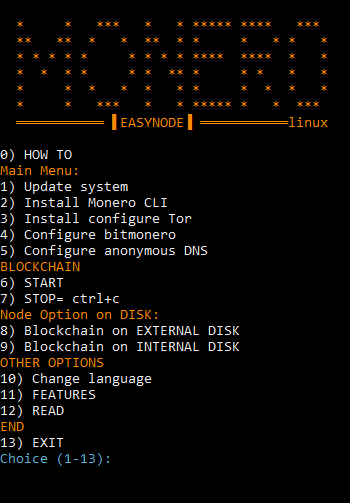 MONERO
EASYNODE
linux
0) HOW TO
Main Menu:
1) Update system
2) Install Monero CLI
3) Install configure Tor
4) Configure bitmonero
5) Configure anonymous DNS
BLOCKCHAIN
6) START
7) STOP= ctrl+c
Node Option on DISK:
8) Blockchain on EXTERNAL DISK
9) Blockchain on INTERNAL DISK
OTHER OPTIONS
10) Change language
11) FEATURES
12) READ
END
13) EXIT
Choice (1-13):